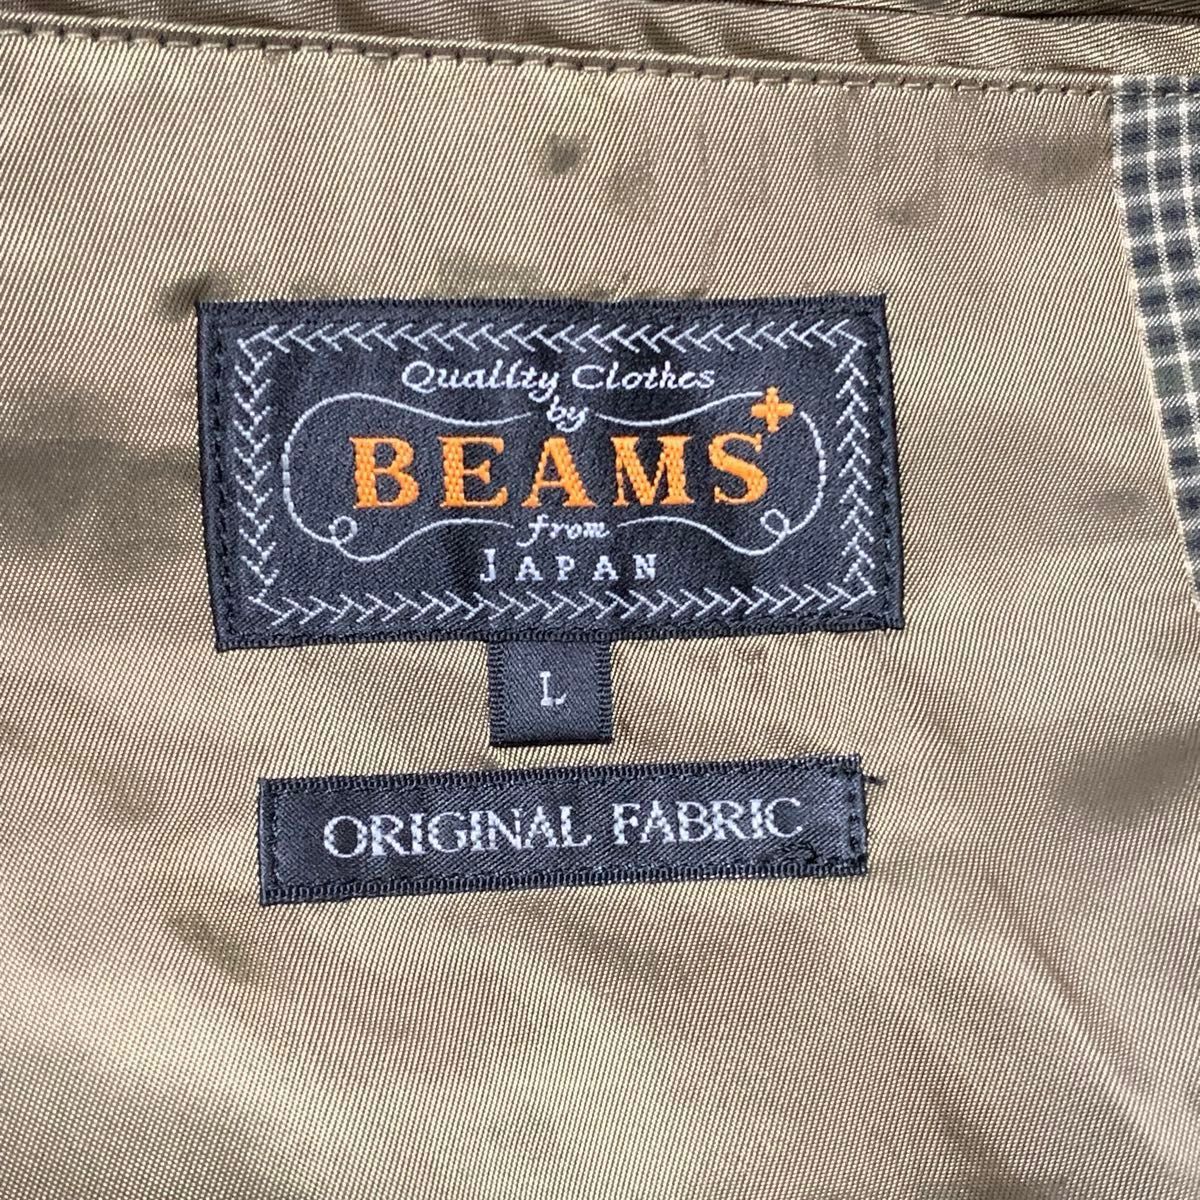 Quality Clothes
by
BEAMS+
from
JAPAN
L
ORIGINAL FABRIC